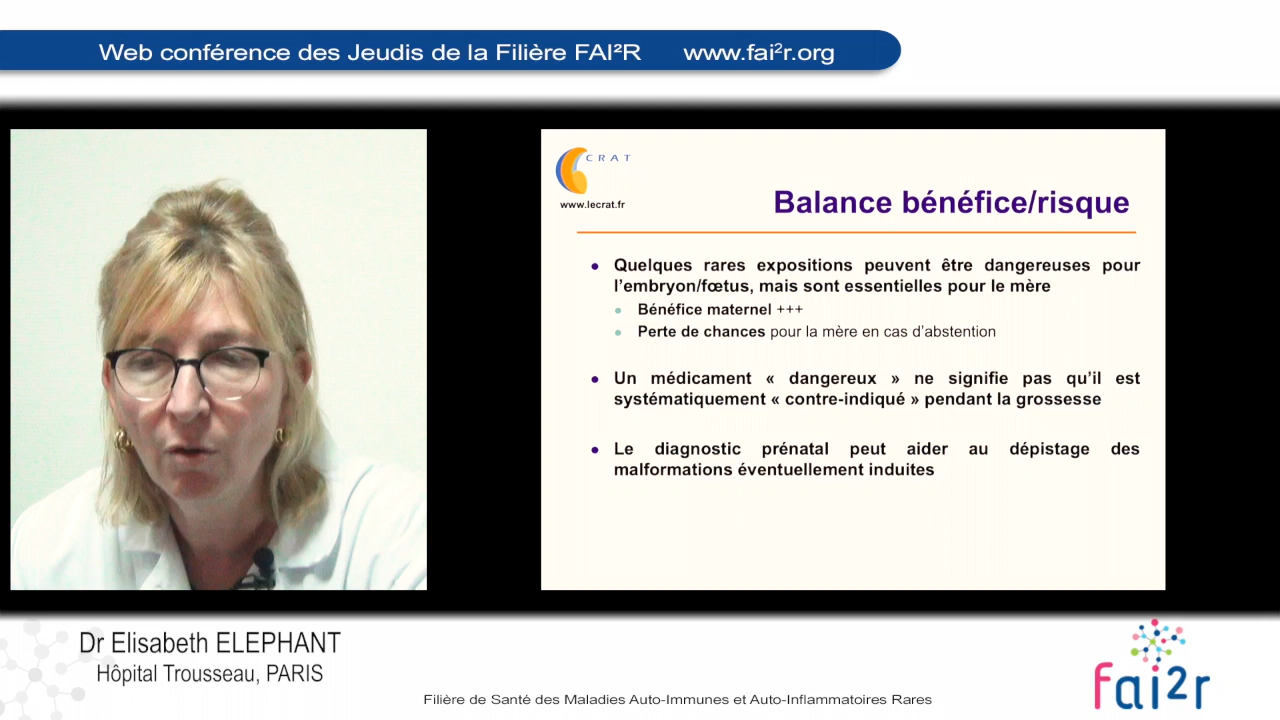 Web conférence des Jeudis de la Filière FAI²R www.fai²r.org
CRAT
www.lecrat.fr
Balance bénéfice/risque
• Quelques rares expositions peuvent être dangereuses pour
l'embryon/fœtus, mais sont essentielles pour le mère
• Bénéfice maternel +++
• Perte de chances pour la mère en cas d'abstention
• Un médicament « dangereux » ne signifie pas qu'il est
systématiquement « contre-indiqué » pendant la grossesse
• Le diagnostic prénatal peut aider au dépistage des
malformations éventuellement induites
Dr Elisabeth ELEPHANT
Hôpital Trousseau, PARIS
Filière de Santé des Maladies Auto-Immunes et Auto-Inflammatoires Rares
fai2r